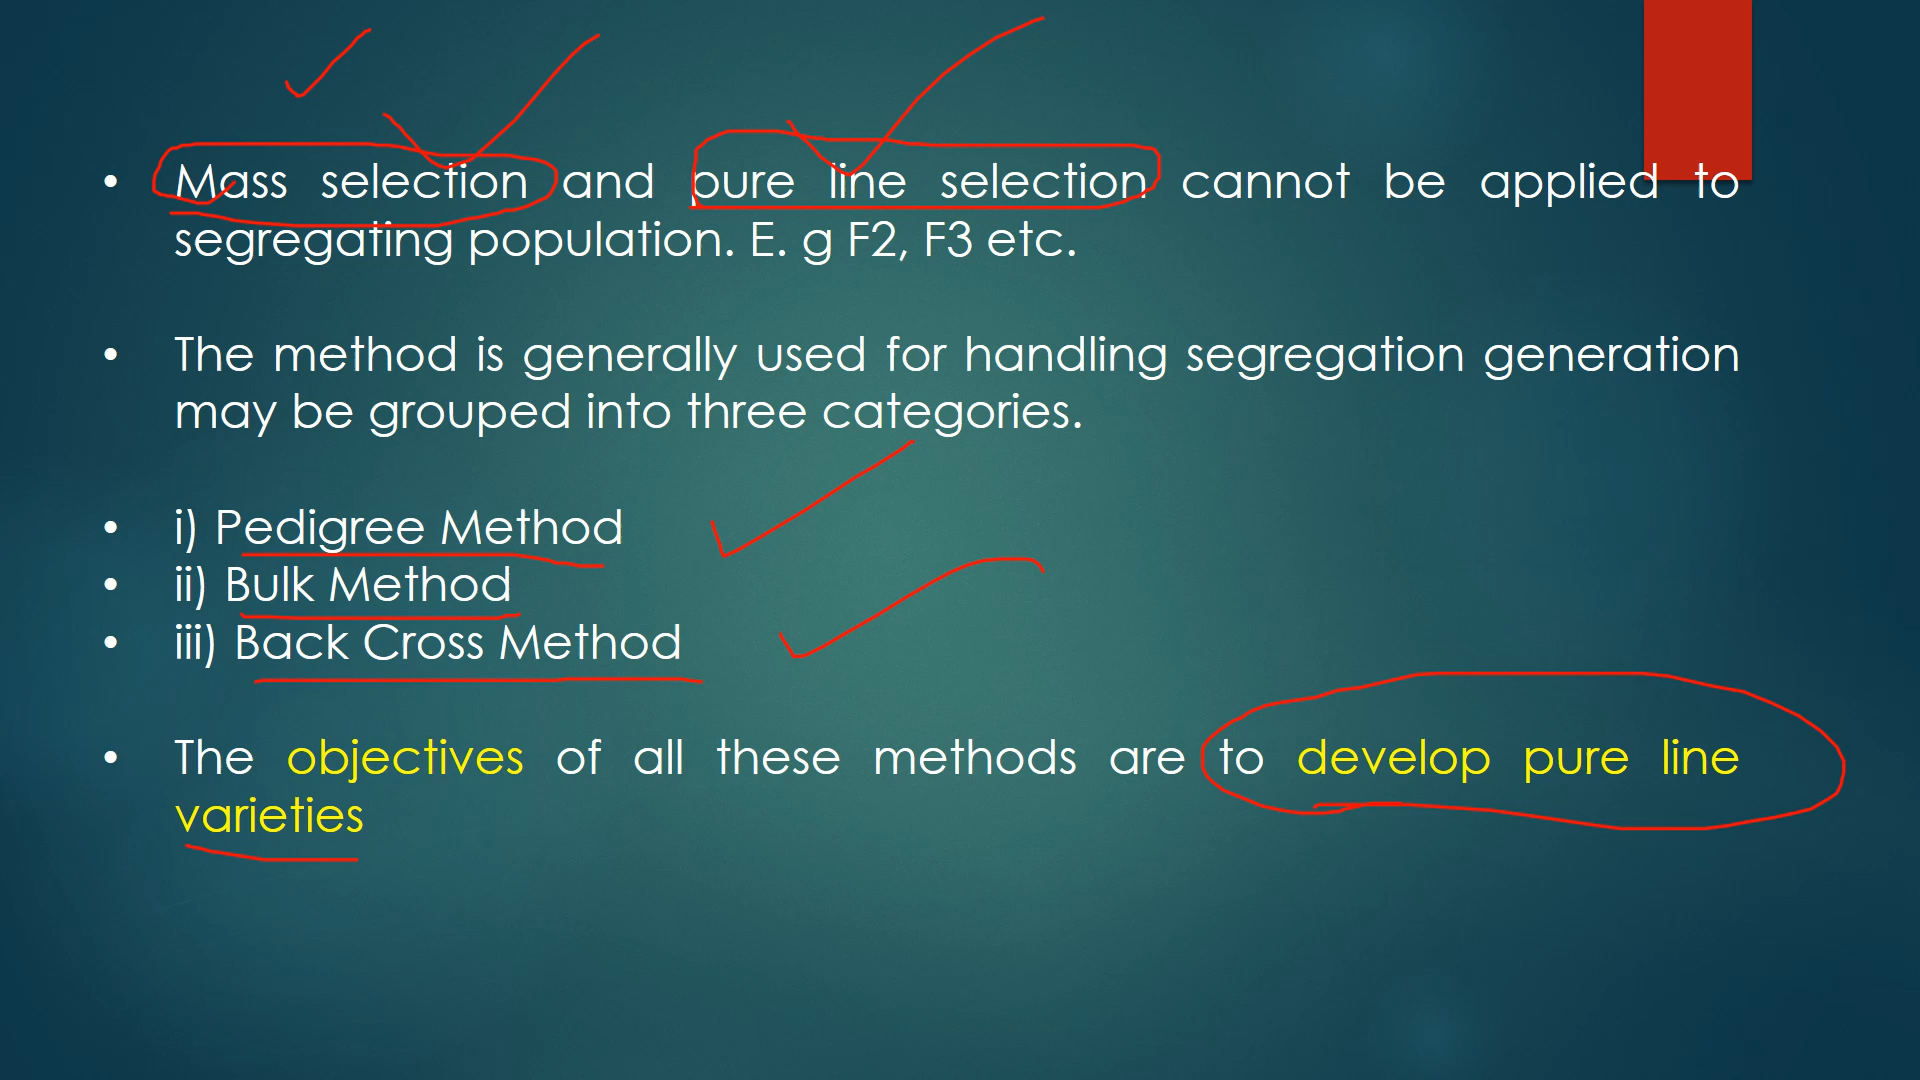 • Mass selection and pure line selection cannot be applied to
segregating population. E. g F2, F3 etc.
• The method is generally used for handling segregation generation
may be grouped into three categories.
• i) Pedigree Method
• ii) Bulk Method
• iii) Back Cross Method
• The objectives of all these methods are to develop pure line
varieties